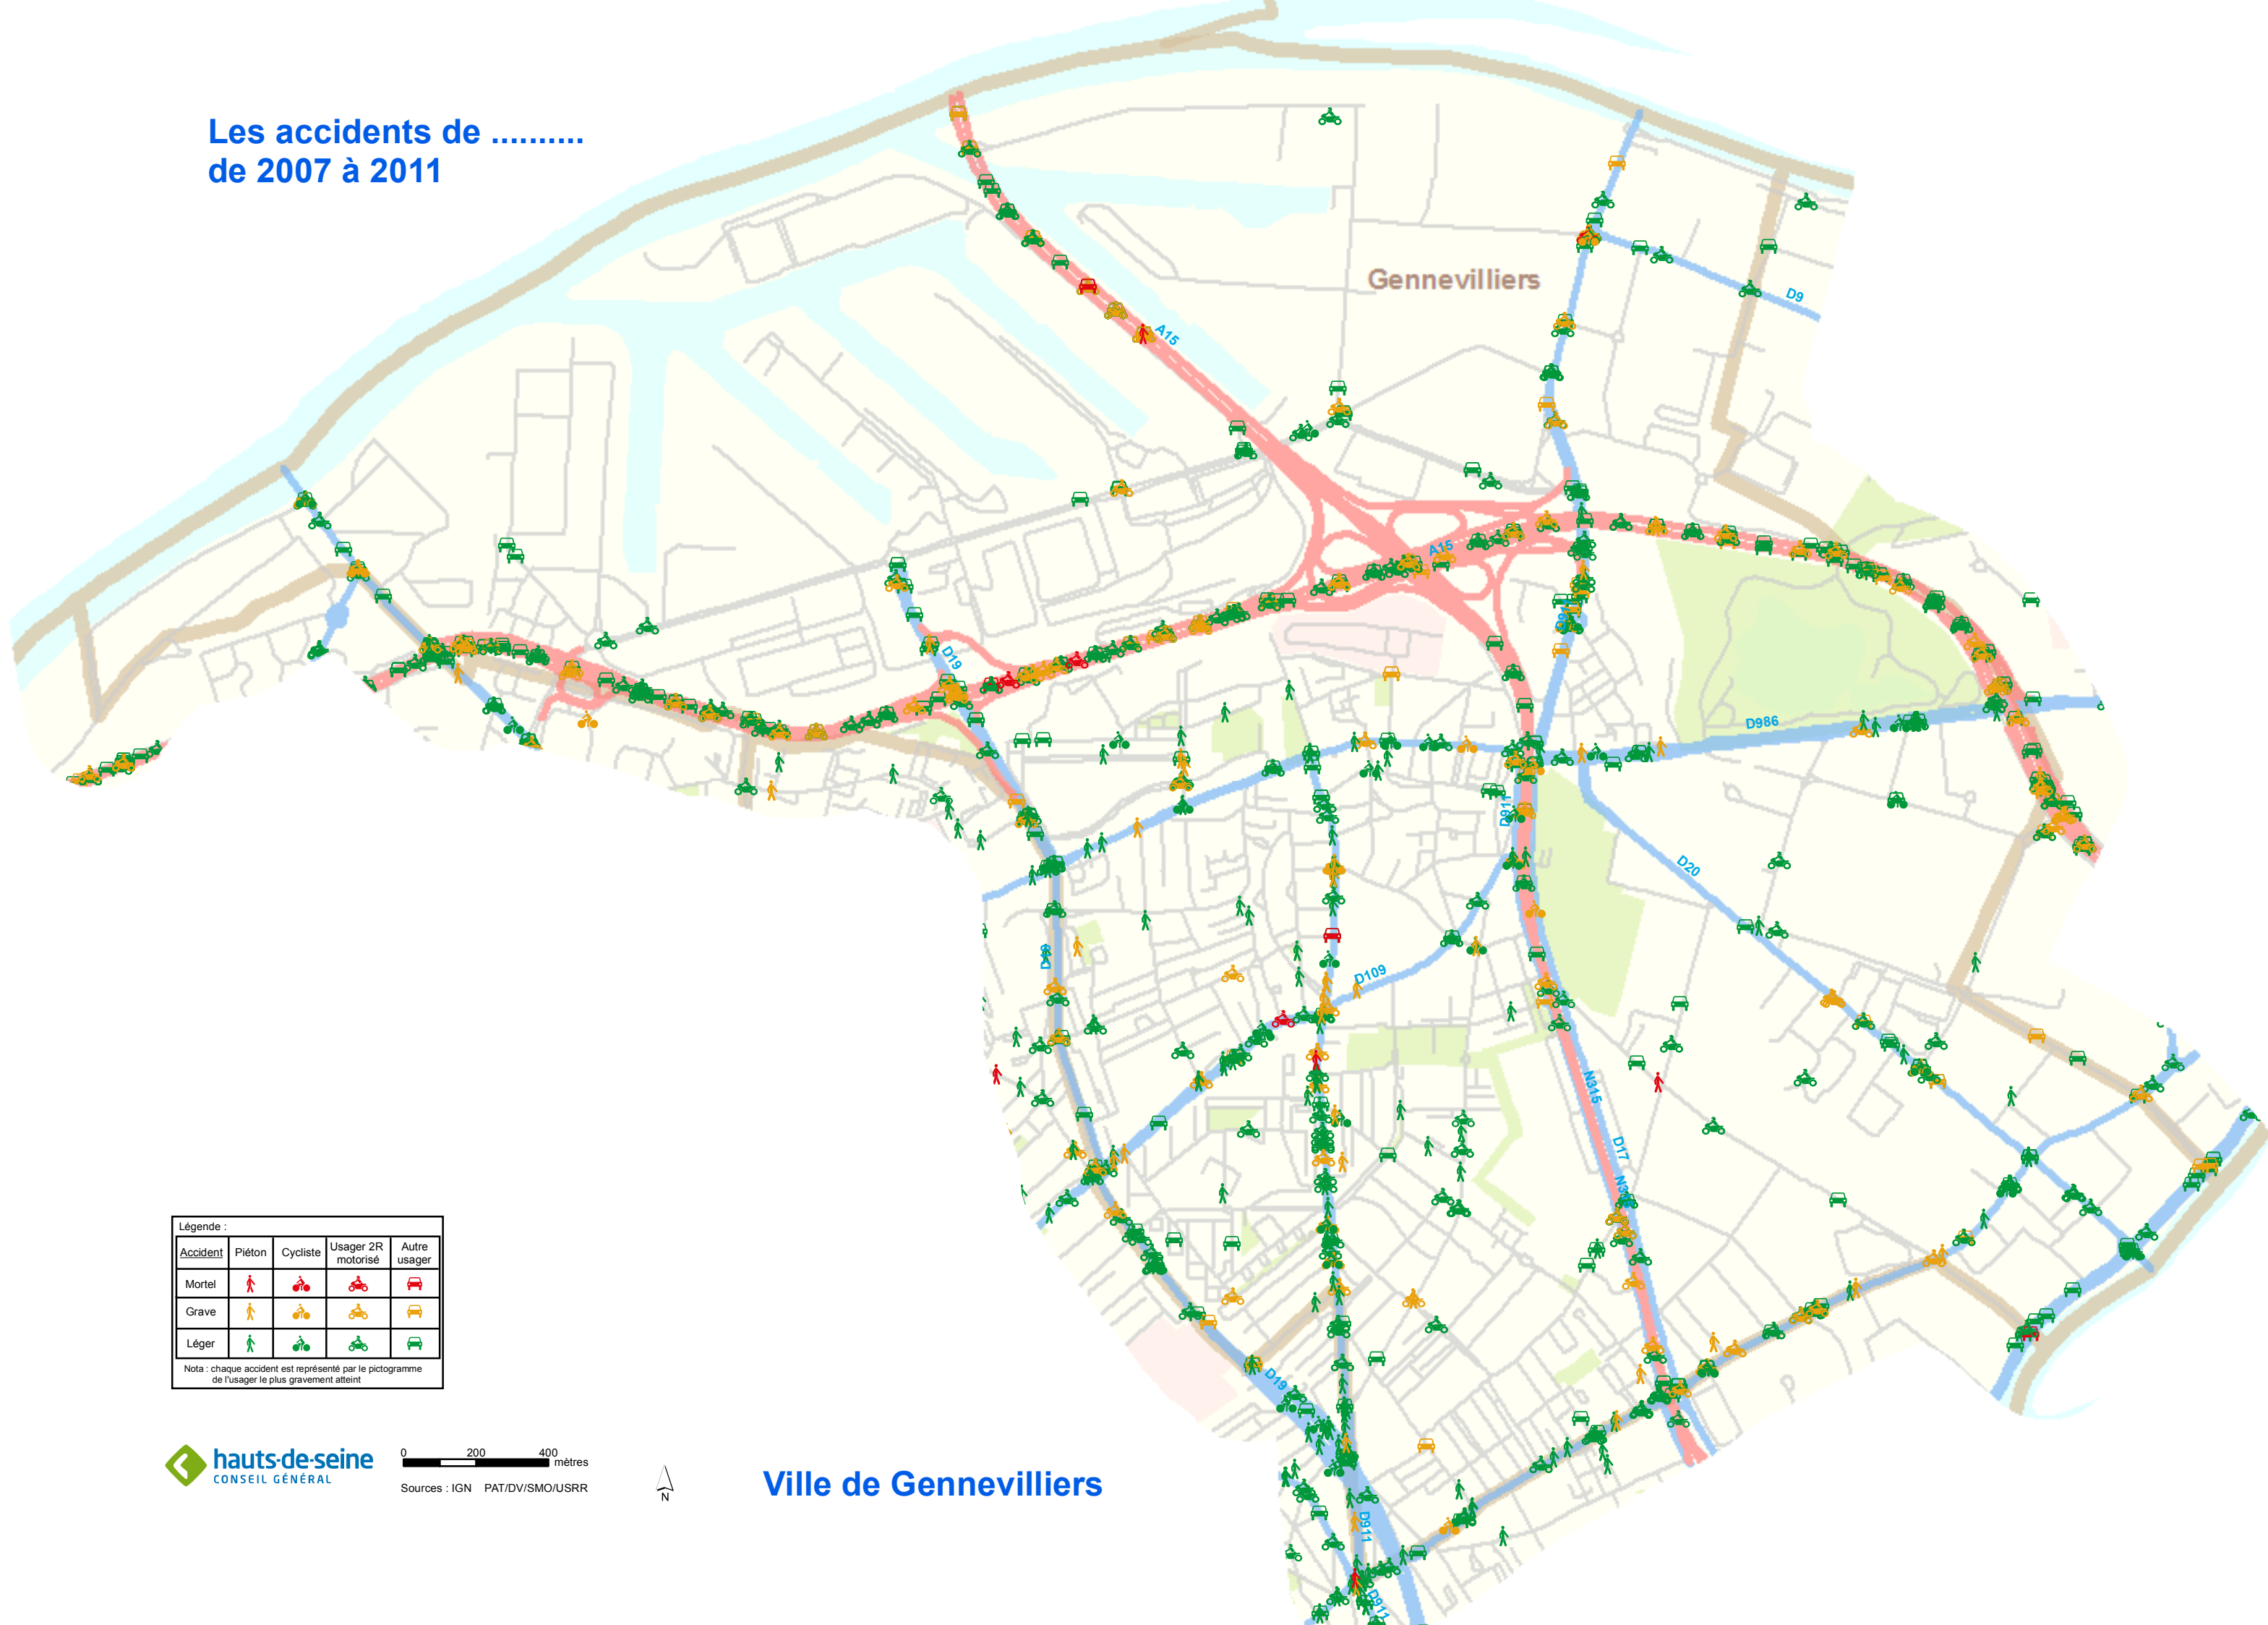 Les accidents de ..........
de 2007 à 2011
Gennevilliers
D9
A15
A15
D19
D986
D911
D20
D109
N315
D17
D19
D911
D911
Légende :
Accident Piéton Cycliste Usager 2R motorisé Autre usager
Mortel
Grave
Léger
Nota : chaque accident est représenté par le pictogramme
de l'usager le plus gravement atteint
hauts-de-seine
CONSEIL GÉNÉRAL
0 200 400
mètres
Sources : IGN PAT/DV/SMO/USRR
N
Ville de Gennevilliers